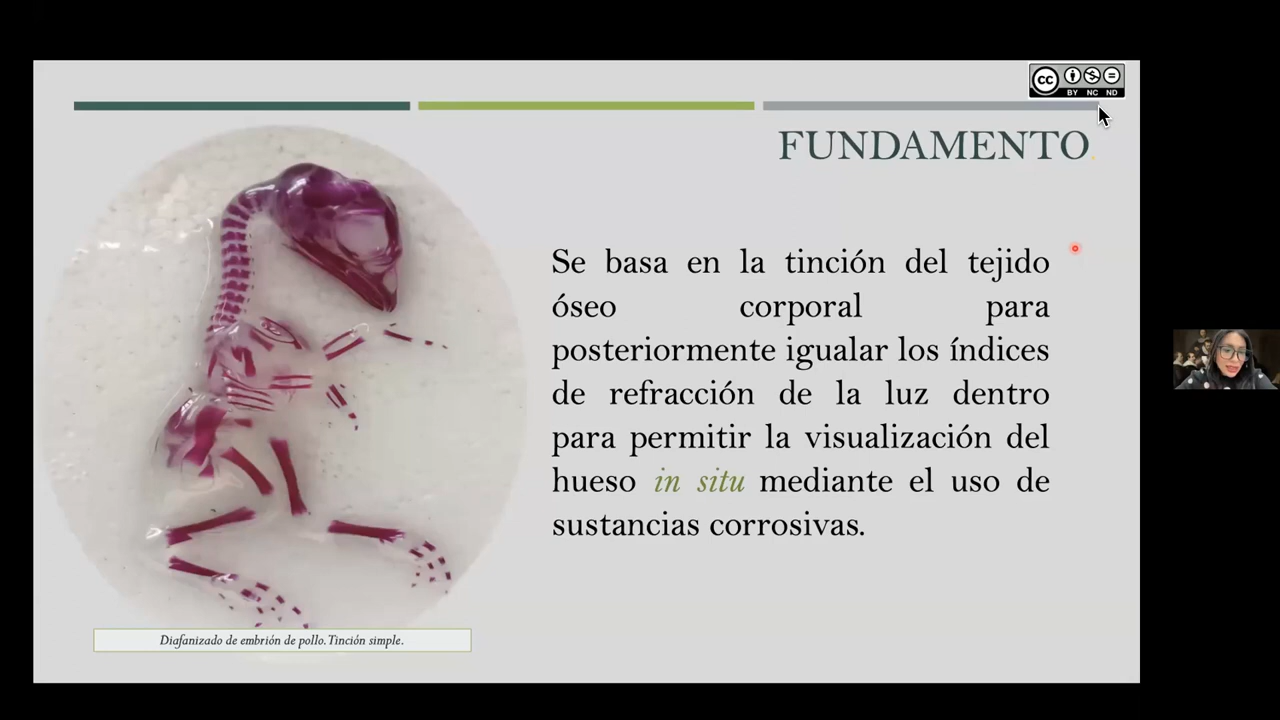 CC
BY NC ND
FUNDAMENTO.
Se basa en la tinción del tejido
óseo corporal para
posteriormente igualar los índices
de refracción de la luz dentro
para permitir la visualización del
hueso in situ mediante el uso de
sustancias corrosivas.
Diafanizado de embrión de pollo. Tinción simple.